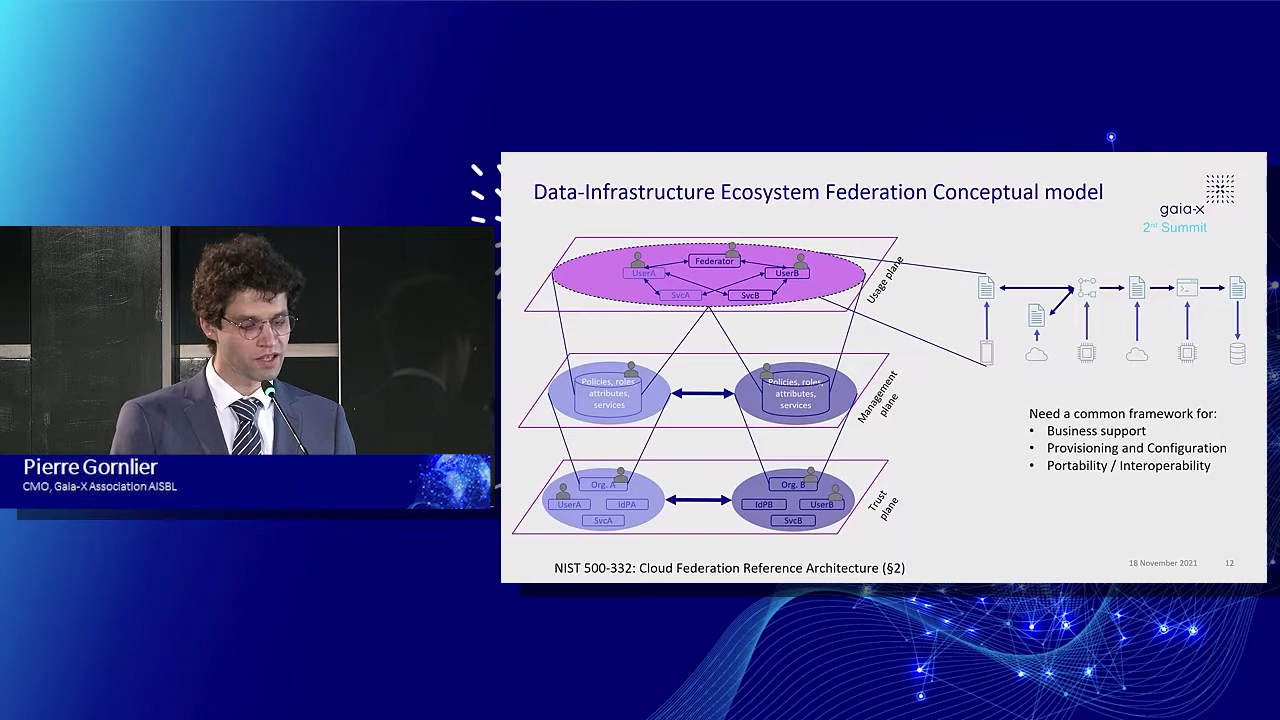 Data-Infrastructure Ecosystem Federation Conceptual model
gaia-x
2nd Summit
Federator
UserA
UserB
SvcA
SvcB
Usage plane
Policies, roles,
attributes,
services
Policies, roles,
attributes,
services
Management
plane
Org. A
UserA
IdPA
SvcA
Org. B
IdPB
UserB
SvcB
Trust
plane
Need a common framework for:
• Business support
• Provisioning and Configuration
• Portability / Interoperability
NIST 500-332: Cloud Federation Reference Architecture (§2)
18 November 2021
12
Pierre Gornlier
CMO, Gaia-X Association AISBL